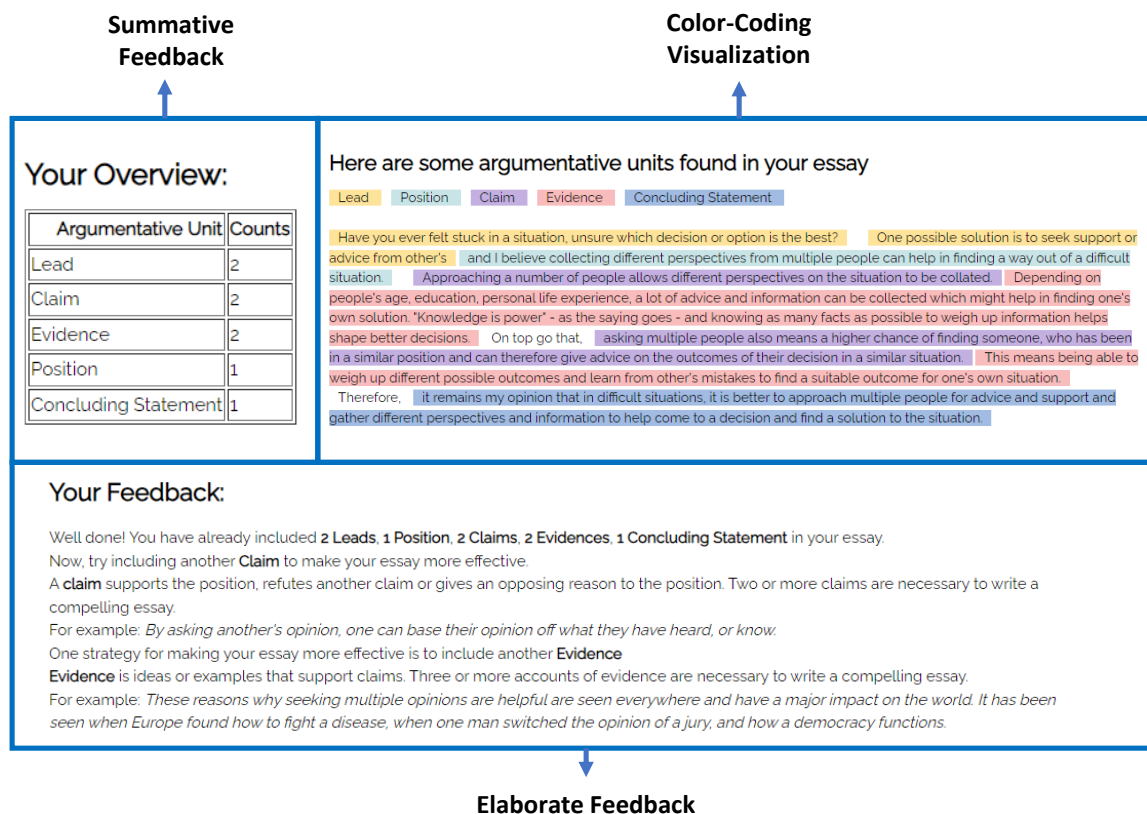 Summative
Feedback
Color-Coding
Visualization
Your Overview:
Argumentative Unit Counts
Lead 2
Claim 2
Evidence 2
Position 1
Concluding Statement 1
Here are some argumentative units found in your essay
Lead Position Claim Evidence Concluding Statement
Have you ever felt stuck in a situation, unsure which decision or option is the best? One possible solution is to seek support or
advice from other's and I believe collecting different perspectives from multiple people can help in finding a way out of a difficult
situation. Approaching a number of people allows different perspectives on the situation to be collated. Depending on
people's age, education, personal life experience, a lot of advice and information can be collected which might help in finding one's
own solution. "Knowledge is power" - as the saying goes - and knowing as many facts as possible to weigh up information helps
shape better decisions. On top go that, asking multiple people also means a higher chance of finding someone, who has been
in a similar position and can therefore give advice on the outcomes of their decision in a similar situation. This means being able to
weigh up different possible outcomes and learn from other's mistakes to find a suitable outcome for one's own situation.
Therefore, it remains my opinion that in difficult situations, it is better to approach multiple people for advice and support and
gather different perspectives and information to help come to a decision and find a solution to the situation.
Your Feedback:
Well done! You have already included 2 Leads, 1 Position, 2 Claims, 2 Evidences, 1 Concluding Statement in your essay.
Now, try including another Claim to make your essay more effective.
A claim supports the position, refutes another claim or gives an opposing reason to the position. Two or more claims are necessary to write a
compelling essay.
For example: By asking another's opinion, one can base their opinion off what they have heard, or know.
One strategy for making your essay more effective is to include another Evidence
Evidence is ideas or examples that support claims. Three or more accounts of evidence are necessary to write a compelling essay.
For example: These reasons why seeking multiple opinions are helpful are seen everywhere and have a major impact on the world. It has been
seen when Europe found how to fight a disease, when one man switched the opinion of a jury, and how a democracy functions.
Elaborate Feedback